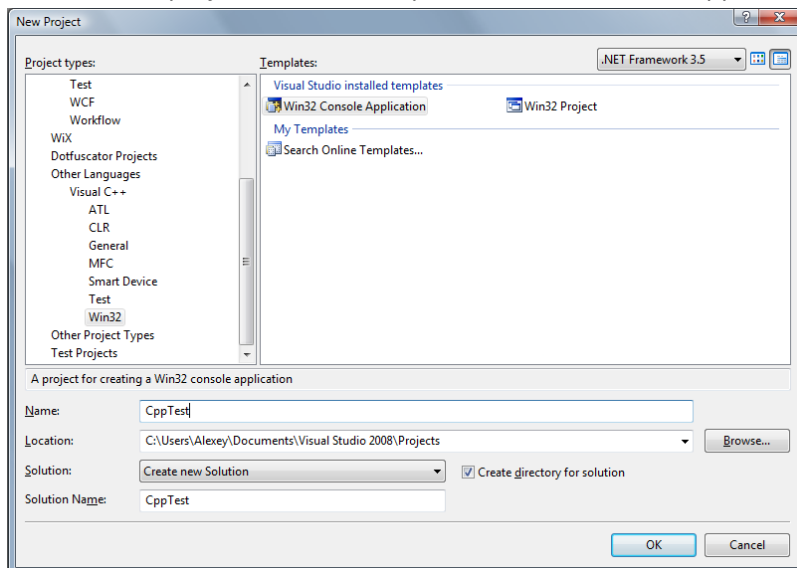 New Project
Project types:
Templates:
.NET Framework 3.5
Test
WCF
Workflow
WiX
Dotfuscator Projects
Other Languages
Visual C++
ATL
CLR
General
MFC
Smart Device
Test
Win32
Other Project Types
Test Projects
Visual Studio installed templates
Win32 Console Application
Win32 Project
My Templates
Search Online Templates...
A project for creating a Win32 console application
Name:
CppTest
Location:
C:\Users\Alexey\Documents\Visual Studio 2008\Projects
Browse...
Solution:
Create new Solution
Create directory for solution
Solution Name:
CppTest
OK
Cancel